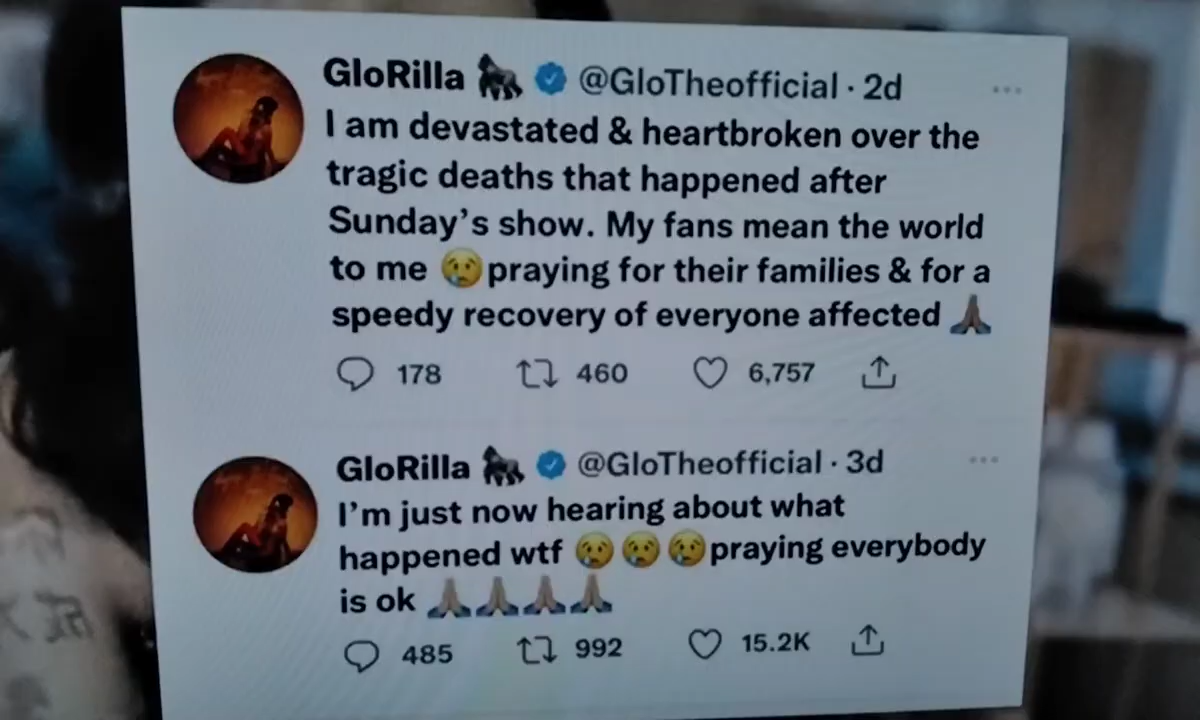 GloRilla 🦍 @GloTheofficial · 2d
I am devastated & heartbroken over the
tragic deaths that happened after
Sunday’s show. My fans mean the world
to me 😢praying for their families & for a
speedy recovery of everyone affected 🙏🏽
178 460 6,757
GloRilla 🦍 @GloTheofficial · 3d
I’m just now hearing about what
happened wtf 😢😢😢praying everybody
is ok 🙏🏽🙏🏽🙏🏽🙏🏽
485 992 15.2K